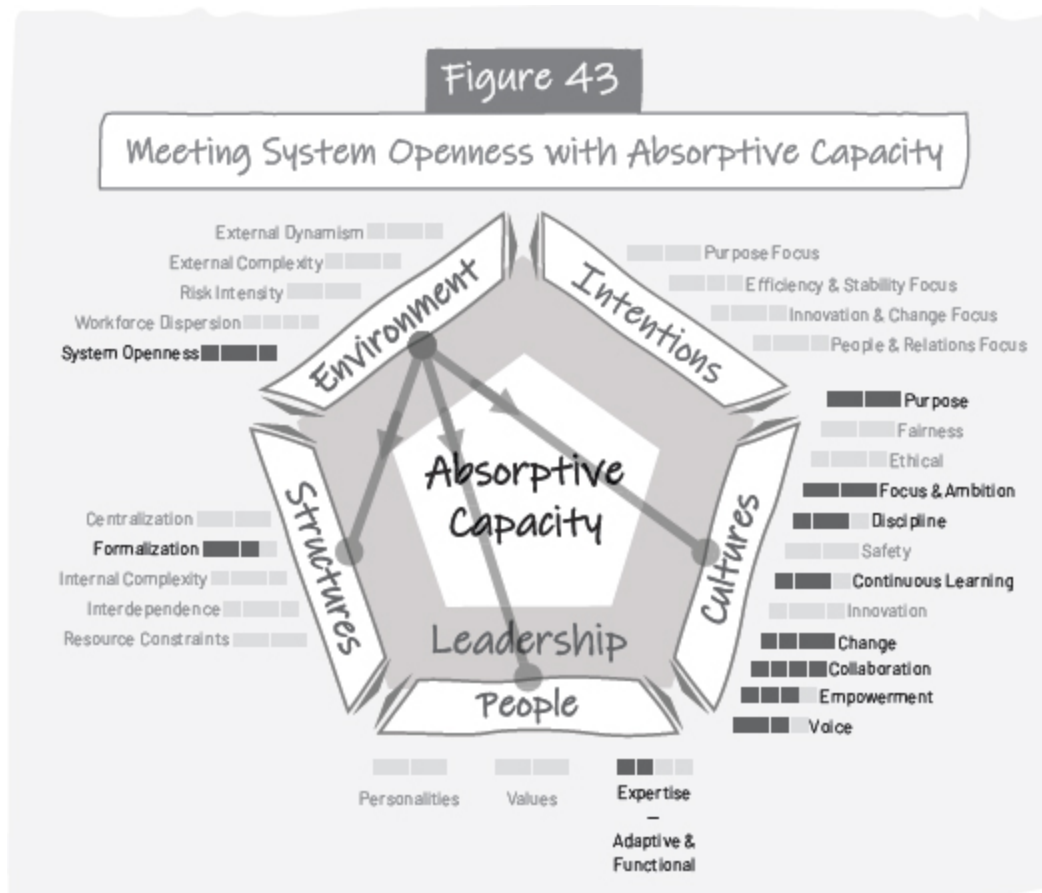 Figure 43
Meeting System Openness with Absorptive Capacity
External Dynamism
External Complexity
Risk Intensity
Workforce Dispersion
System Openness
Environment
Intentions
Purpose Focus
Efficiency & Stability Focus
Innovation & Change Focus
People & Relations Focus
Absorptive
Capacity
Structures
Centralization
Formalization
Internal Complexity
Interdependence
Resource Constraints
Cultures
Purpose
Fairness
Ethical
Focus & Ambition
Discipline
Safety
Continuous Learning
Innovation
Change
Collaboration
Empowerment
Voice
Leadership
People
Personalities
Values
Expertise
–
Adaptive &
Functional